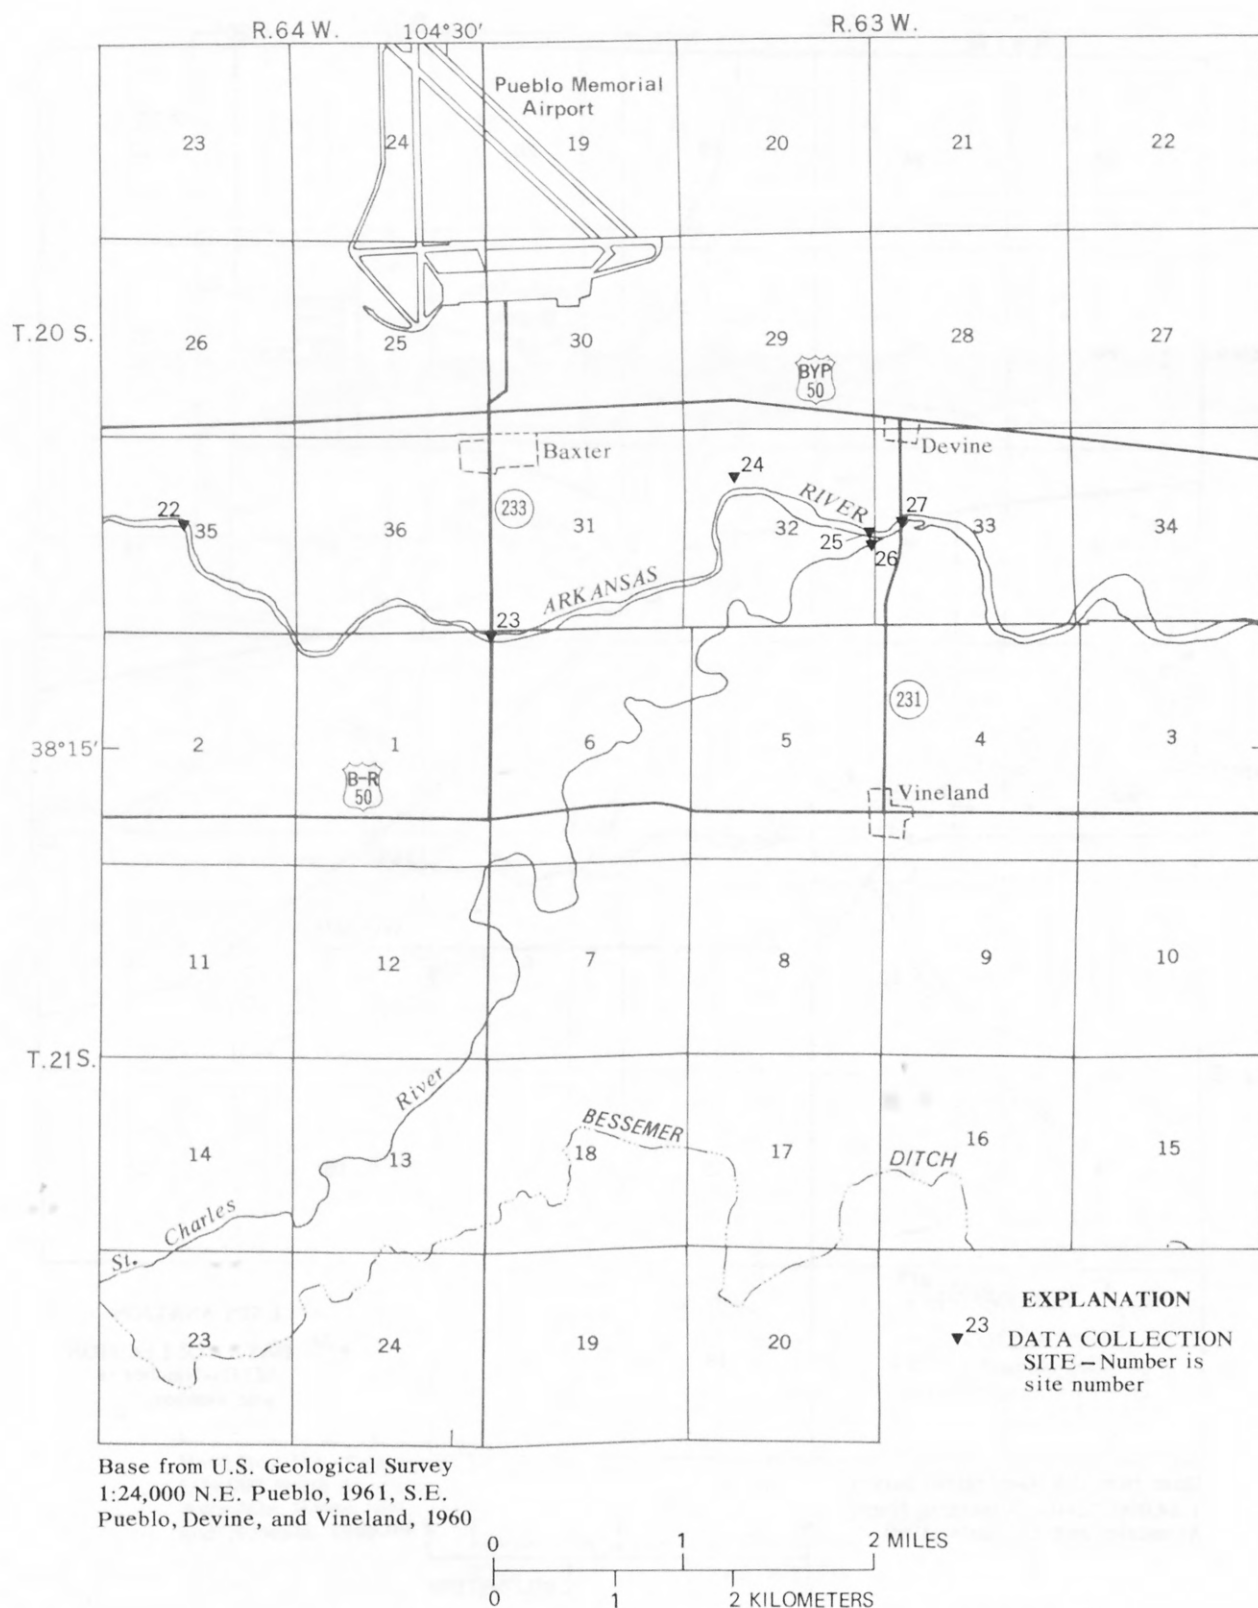 R.64 W. 104°30′ R.63 W.
Pueblo Memorial
Airport
23 24 19 20 21 22
T.20 S.
26 25 30 29 28 27
BYP
50
Baxter
Devine
24
233
RIVER
22
27
35 36 31 32 33 34
25
26
ARKANSAS
23
231
38°15′
2 1 6 5 4 3
B-R
50
Vineland
11 12 7 8 9 10
T.21 S.
River
BESSEMER
14 13 18 17 16 15
DITCH
St. Charles
23 24 19 20
EXPLANATION
23 DATA COLLECTION
SITE – Number is
site number
Base from U.S. Geological Survey
1:24,000 N.E. Pueblo, 1961, S.E.
Pueblo, Devine, and Vineland, 1960
0 1 2 MILES
0 1 2 KILOMETERS